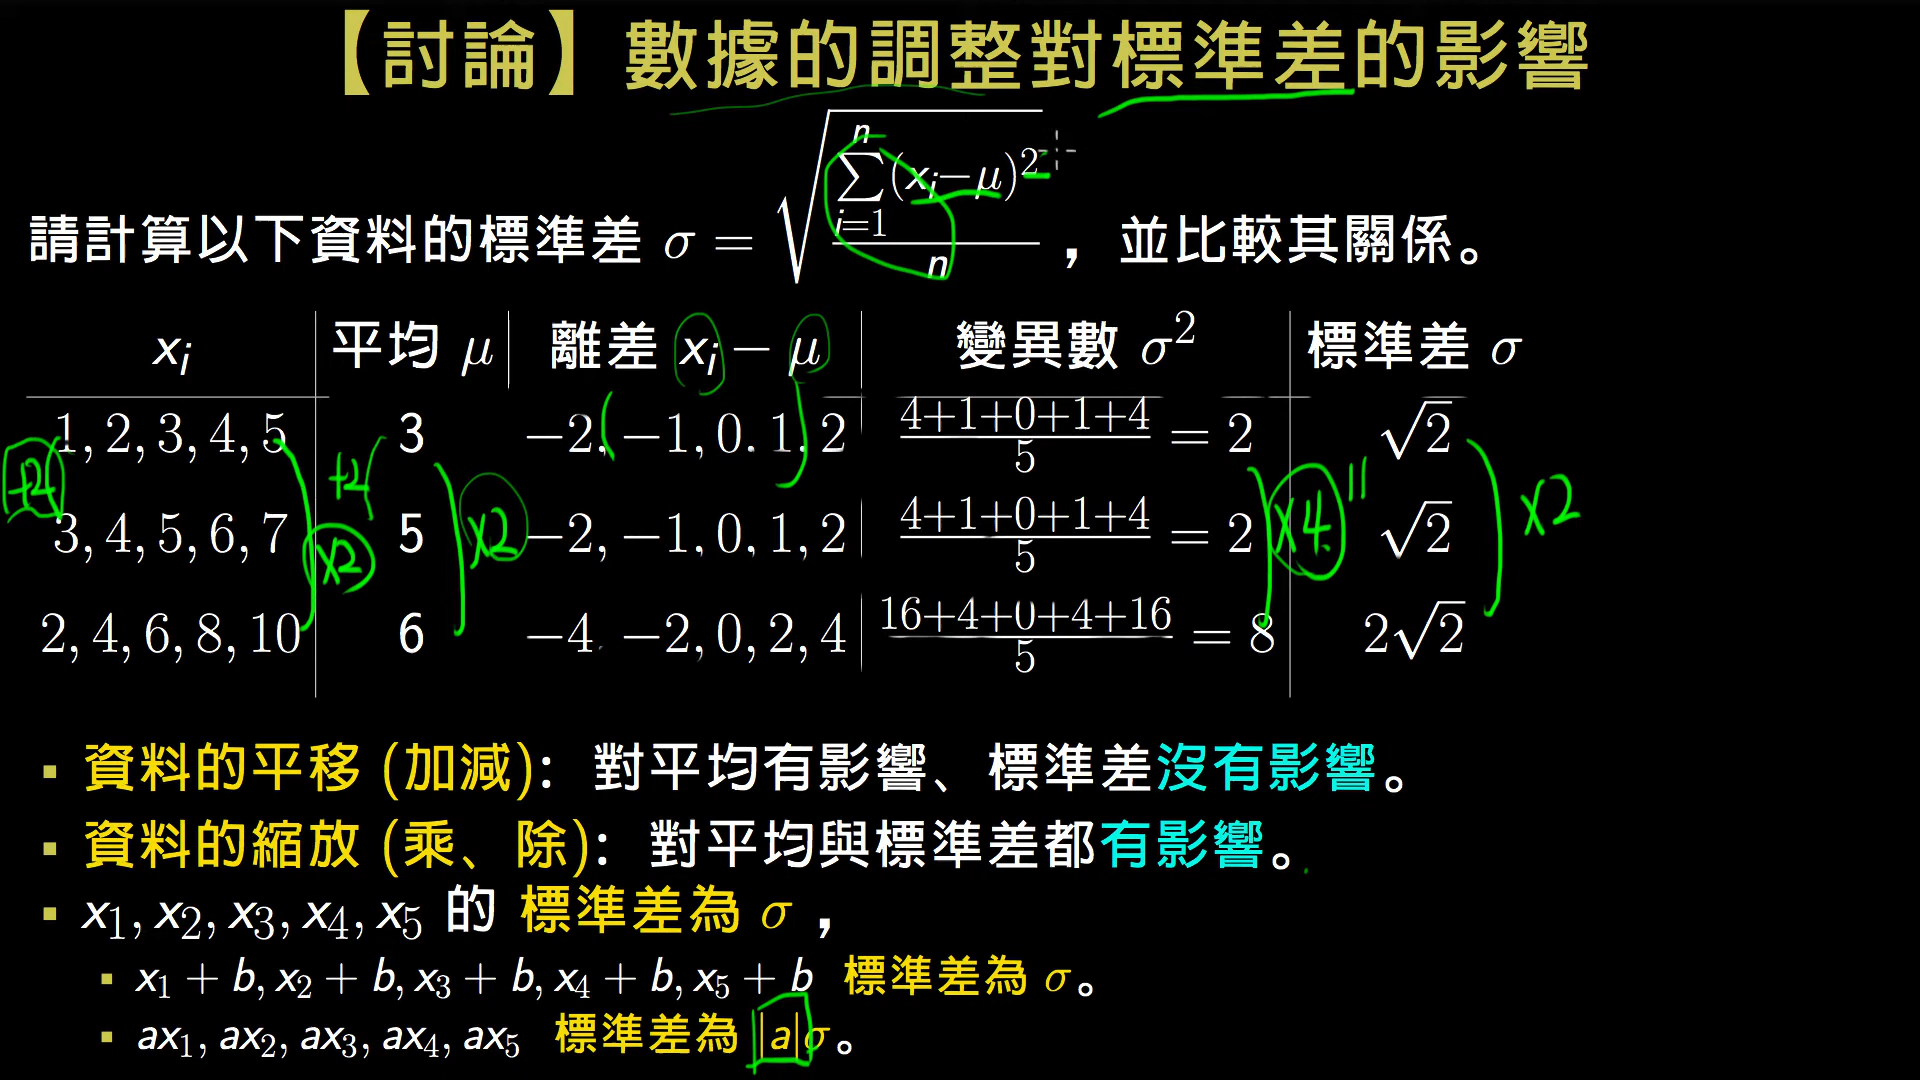 【討論】數據的調整對標準差的影響
請計算以下資料的標準差 σ = √(∑_{i=1}^{n}(x_i−μ)² / n) ，並比較其關係。
x_i 平均 μ 離差 x_i − μ 變異數 σ² 標準差 σ
1, 2, 3, 4, 5 3 −2, −1, 0, 1, 2 (4+1+0+1+4)/5 = 2 √2
+2 +2 ×2 ×2 ×4 ×2
3, 4, 5, 6, 7 5 −2, −1, 0, 1, 2 (4+1+0+1+4)/5 = 2 √2
2, 4, 6, 8, 10 6 −4, −2, 0, 2, 4 (16+4+0+4+16)/5 = 8 2√2
▪ 資料的平移 (加減)：對平均有影響、標準差沒有影響。
▪ 資料的縮放 (乘、除)：對平均與標準差都有影響。
▪ x₁, x₂, x₃, x₄, x₅ 的 標準差為 σ，
▪ x₁ + b, x₂ + b, x₃ + b, x₄ + b, x₅ + b 標準差為 σ。
▪ ax₁, ax₂, ax₃, ax₄, ax₅ 標準差為 |a|σ。